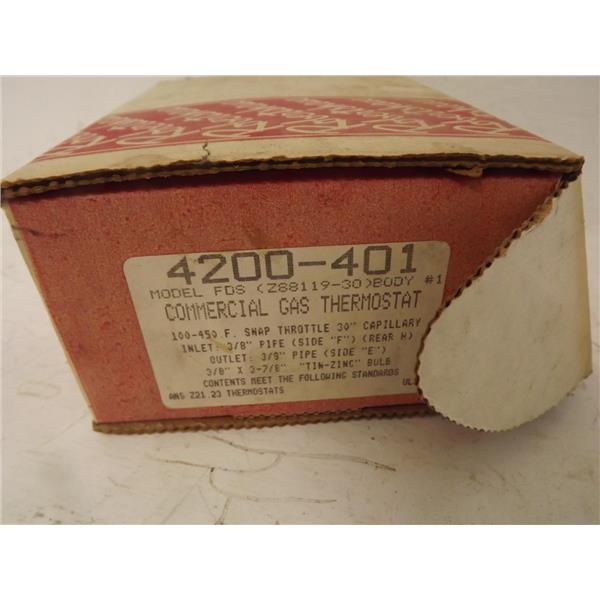 Robertshaw
4200-401
MODEL FDS (Z88119-30)BODY #1
COMMERCIAL GAS THERMOSTAT
100-450 F. SNAP THROTTLE 30" CAPILLARY
INLET: 3/8" PIPE (SIDE "F") (REAR H)
OUTLET: 3/8" PIPE (SIDE "E")
3/8" X 3-7/8" "TIN-ZINC" BULB
CONTENTS MEET THE FOLLOWING STANDARDS
ANS Z21.23 THERMOSTATS